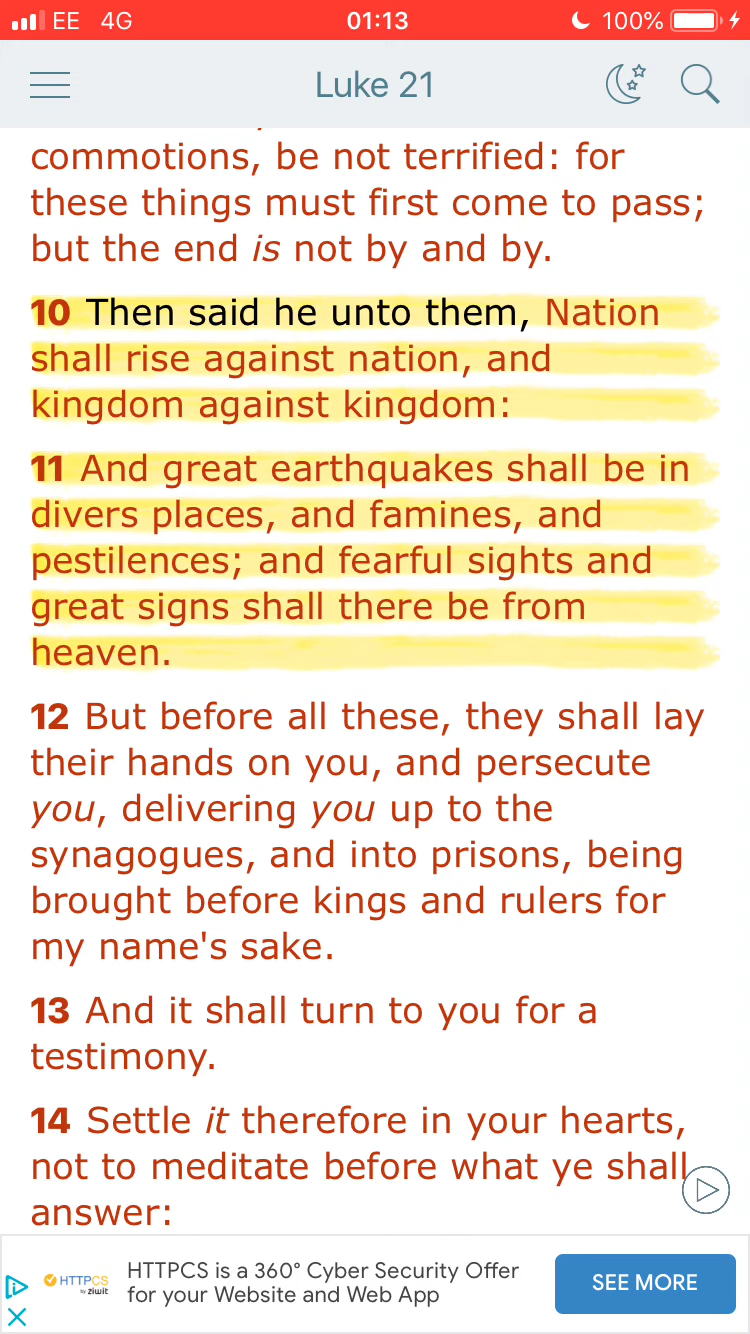 EE 4G 01:13 100%
Luke 21
commotions, be not terrified: for
these things must first come to pass;
but the end is not by and by.
10 Then said he unto them, Nation
shall rise against nation, and
kingdom against kingdom:
11 And great earthquakes shall be in
divers places, and famines, and
pestilences; and fearful sights and
great signs shall there be from
heaven.
12 But before all these, they shall lay
their hands on you, and persecute
you, delivering you up to the
synagogues, and into prisons, being
brought before kings and rulers for
my name's sake.
13 And it shall turn to you for a
testimony.
14 Settle it therefore in your hearts,
not to meditate before what ye shall
answer:
HTTPCS
by ziwit
HTTPCS is a 360° Cyber Security Offer
for your Website and Web App
SEE MORE